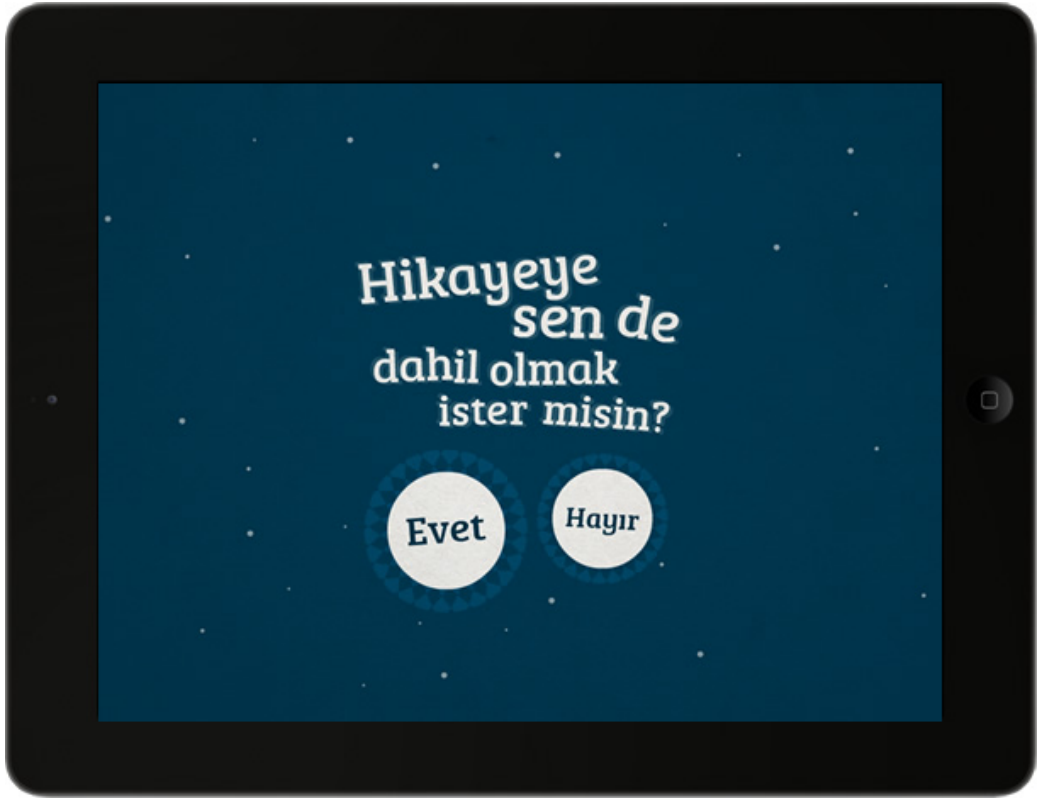 Hikayeye
sen de
dahil olmak
ister misin?
Evet
Hayır